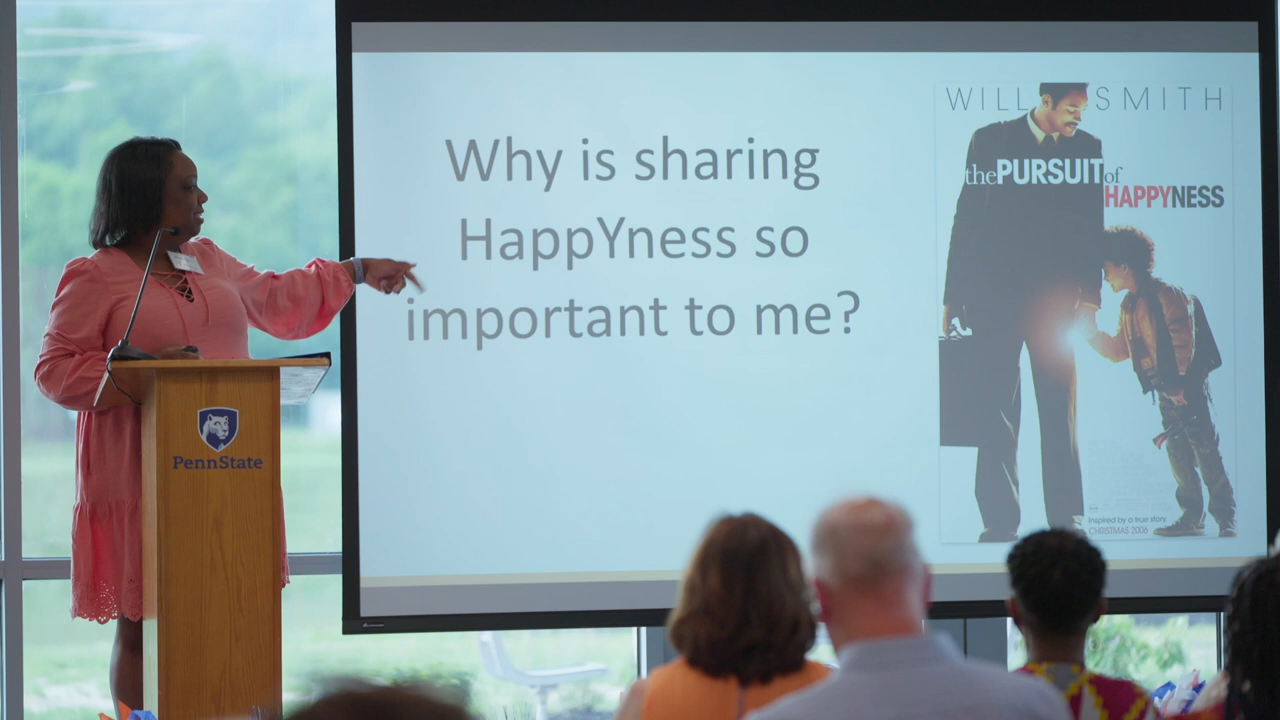 Why is sharing
HappYness so
important to me?
WILL SMITH
the PURSUIT of
HAPPYNESS
Inspired by a true story
CHRISTMAS 2006
PennState